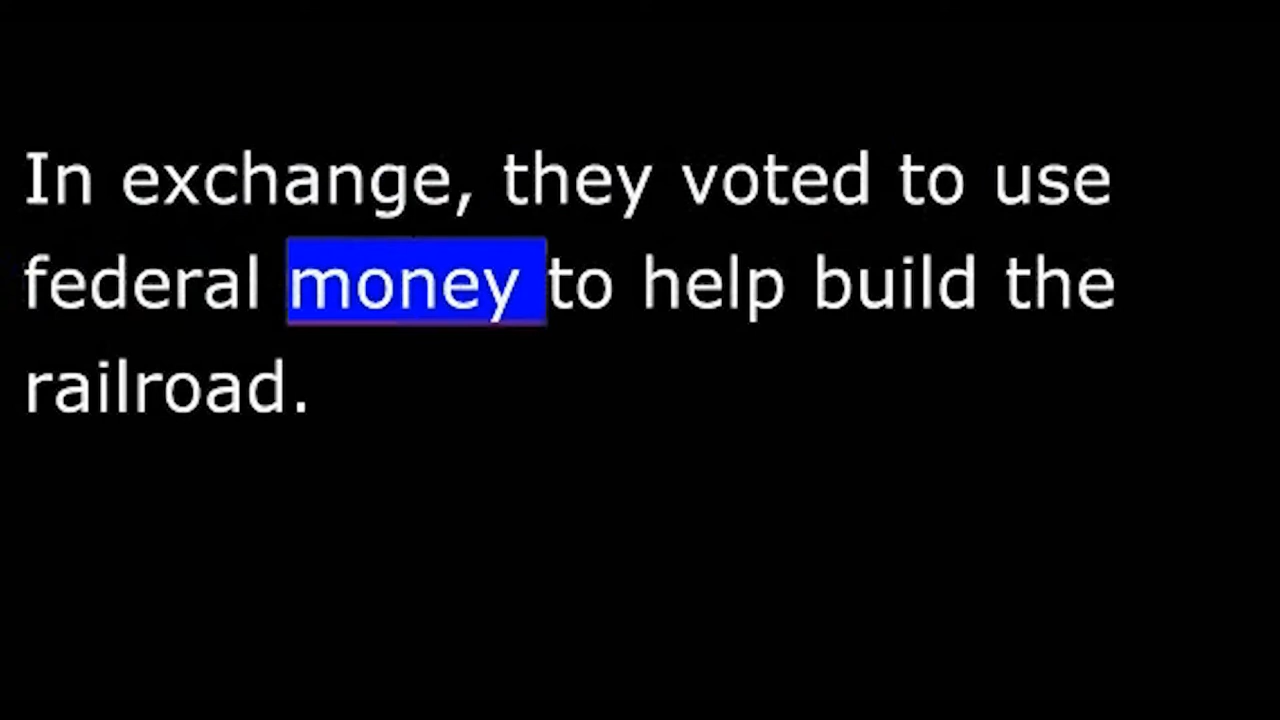 In exchange, they voted to use
federal money to help build the
railroad.